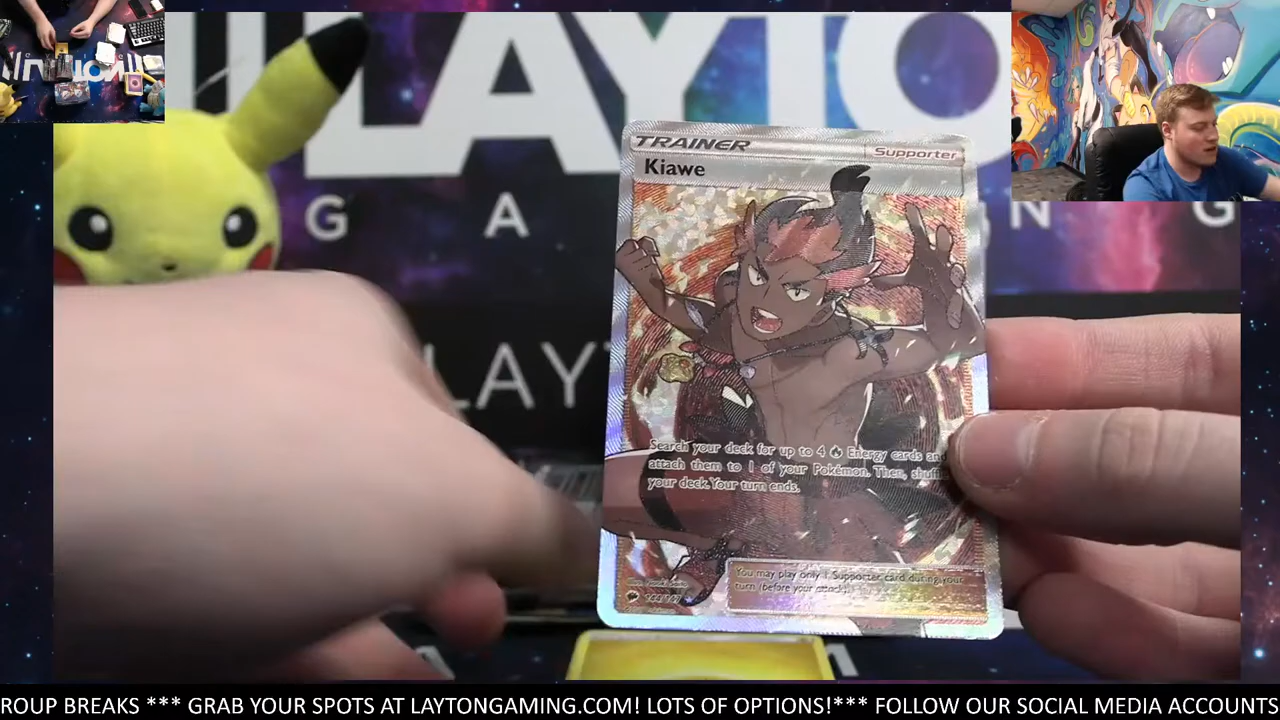 LAYTO
G A N G
TRAINER
Supporter
Kiawe
LAY
Search your deck for up to 4 Energy cards and
attach them to 1 of your Pokémon. Then, shuffle
your deck. Your turn ends.
You may play only 1 Supporter card during your
turn (before your attack).
ROUP BREAKS *** GRAB YOUR SPOTS AT LAYTONGAMING.COM! LOTS OF OPTIONS!*** FOLLOW OUR SOCIAL MEDIA ACCOUNTS